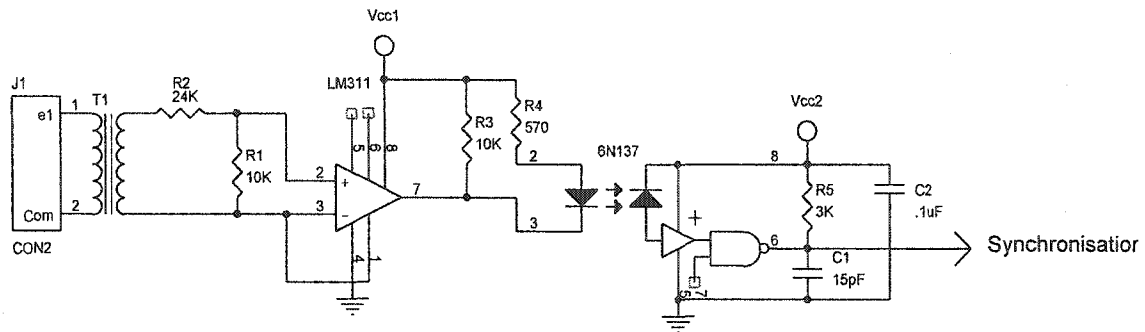 Vcc1
J1
T1
R2
24K
LM311
e1
1
R1
10K
5
6
8
2
+
3
-
7
4
1
R3
10K
R4
570
2
3
6N137
Vcc2
8
R5
3K
C2
.1uF
+
6
7
5
C1
15pF
Synchronisation
Com
2
CON2